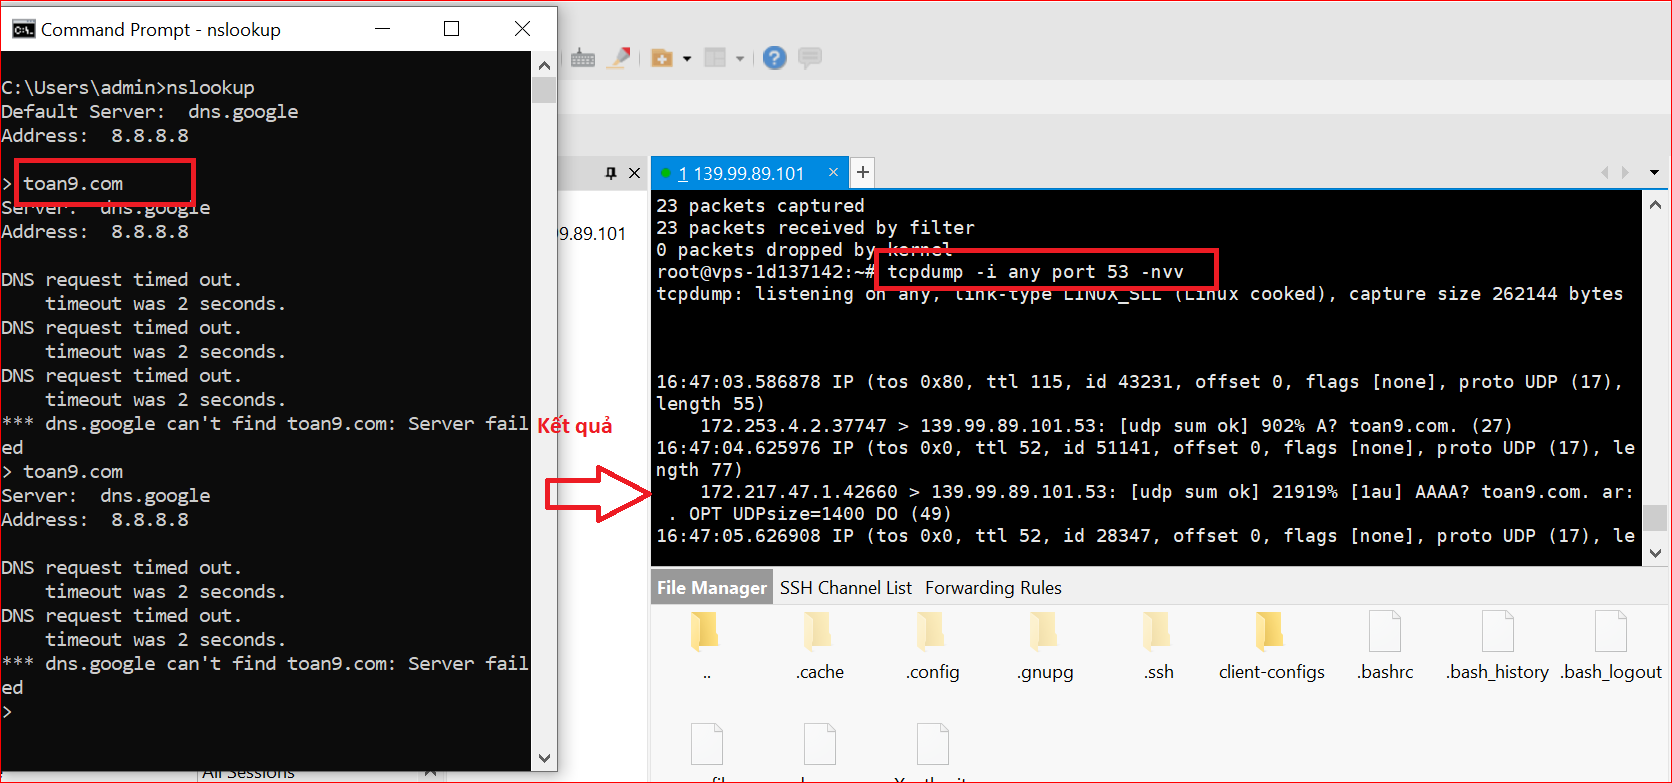 Command Prompt - nslookup
C:\Users\admin>nslookup
Default Server:  dns.google
Address:  8.8.8.8
> toan9.com
Server:  dns.google
Address:  8.8.8.8
DNS request timed out.
    timeout was 2 seconds.
DNS request timed out.
    timeout was 2 seconds.
DNS request timed out.
    timeout was 2 seconds.
*** dns.google can't find toan9.com: Server fail
ed
> toan9.com
Server:  dns.google
Address:  8.8.8.8
DNS request timed out.
    timeout was 2 seconds.
DNS request timed out.
    timeout was 2 seconds.
*** dns.google can't find toan9.com: Server fail
ed
>
All Sessions
Kết quả
9.89.101
1 139.99.89.101
23 packets captured
23 packets received by filter
0 packets dropped by kernel
root@vps-1d137142:~# tcpdump -i any port 53 -nvv
tcpdump: listening on any, link-type LINUX_SLL (Linux cooked), capture size 262144 bytes
16:47:03.586878 IP (tos 0x80, ttl 115, id 43231, offset 0, flags [none], proto UDP (17),
length 55)
    172.253.4.2.37747 > 139.99.89.101.53: [udp sum ok] 902% A? toan9.com. (27)
16:47:04.625976 IP (tos 0x0, ttl 52, id 51141, offset 0, flags [none], proto UDP (17), le
ngth 77)
    172.217.47.1.42660 > 139.99.89.101.53: [udp sum ok] 21919% [1au] AAAA? toan9.com. ar:
 . OPT UDPsize=1400 DO (49)
16:47:05.626908 IP (tos 0x0, ttl 52, id 28347, offset 0, flags [none], proto UDP (17), le
File Manager SSH Channel List Forwarding Rules
.. .cache .config .gnupg .ssh client-configs .bashrc .bash_history .bash_logout